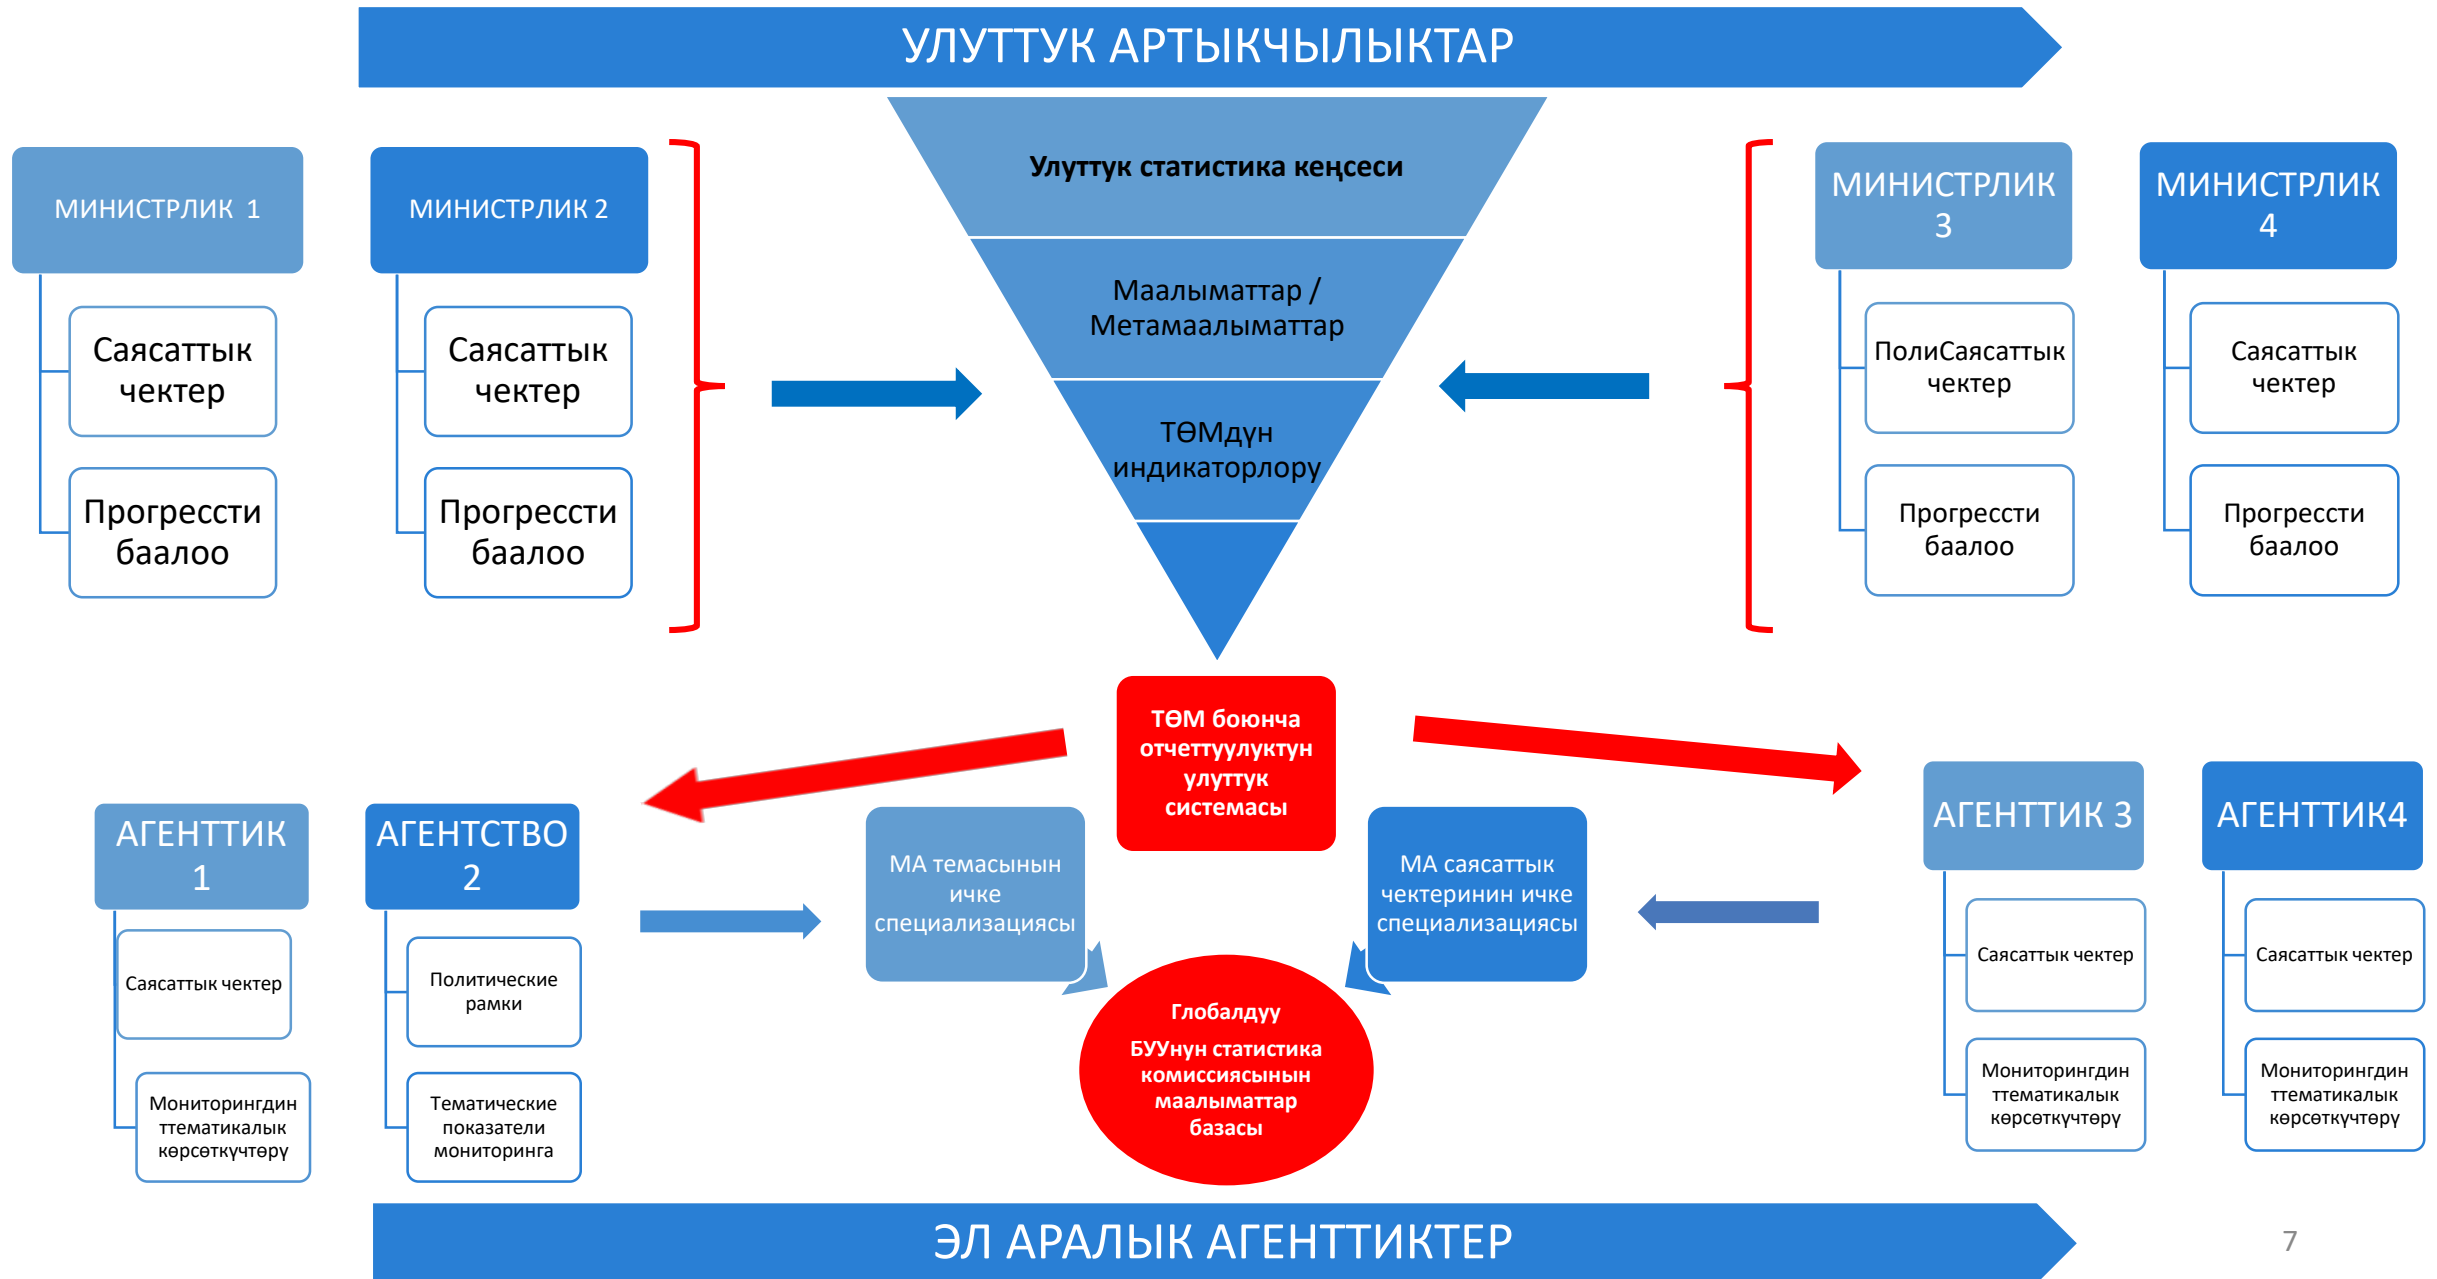 УЛУТТУК АРТЫКЧЫЛЫКТАР
МИНИСТРЛИК 1
Саясаттык
чектер
Прогрессти
баалоо
МИНИСТРЛИК 2
Саясаттык
чектер
Прогрессти
баалоо
Улуттук статистика кеңсеси
Маалыматтар /
Метамаалыматтар
ТӨМдүн
индикаторлору
МИНИСТРЛИК
3
ПолиСаясаттык
чектер
Прогрессти
баалоо
МИНИСТРЛИК
4
Саясаттык
чектер
Прогрессти
баалоо
ТӨМ боюнча
отчеттуулуктун
улуттук
системасы
АГЕНТТИК
1
Саясаттык чектер
Мониторингдин
ттематикалык
көрсөткүчтөрү
АГЕНТСТВО
2
Политические
рамки
Тематические
показатели
мониторинга
МА темасынын
ичке
специализациясы
МА саясаттык
чектеринин ичке
специализациясы
Глобалдуу
БУУнун статистика
комиссиясынын
маалыматтар
базасы
АГЕНТТИК 3
Саясаттык чектер
Мониторингдин
ттематикалык
көрсөткүчтөрү
АГЕНТТИК4
Саясаттык чектер
Мониторингдин
ттематикалык
көрсөткүчтөрү
ЭЛ АРАЛЫК АГЕНТТИКТЕР
7